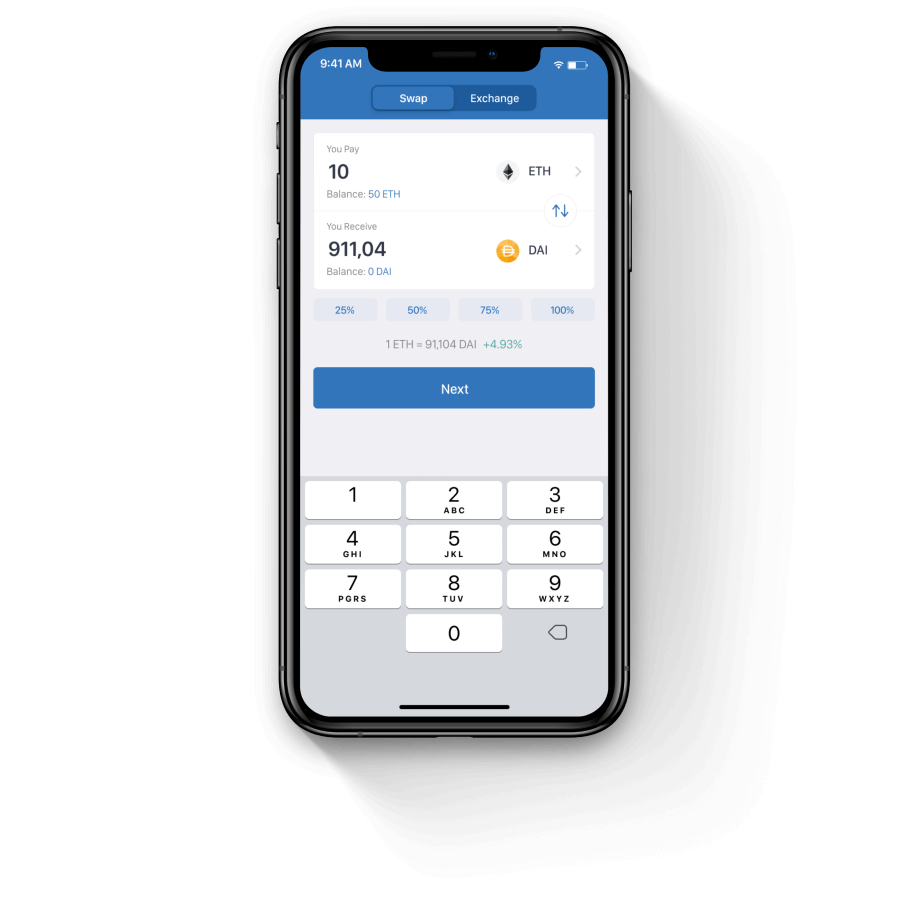 9:41 AM
Swap Exchange
You Pay
10 ETH
Balance: 50 ETH
You Receive
911,04 DAI
Balance: 0 DAI
25% 50% 75% 100%
1 ETH = 91,104 DAI +4.93%
Next
1 2 3
ABC DEF
4 5 6
GHI JKL MNO
7 8 9
PGRS TUV WXYZ
0